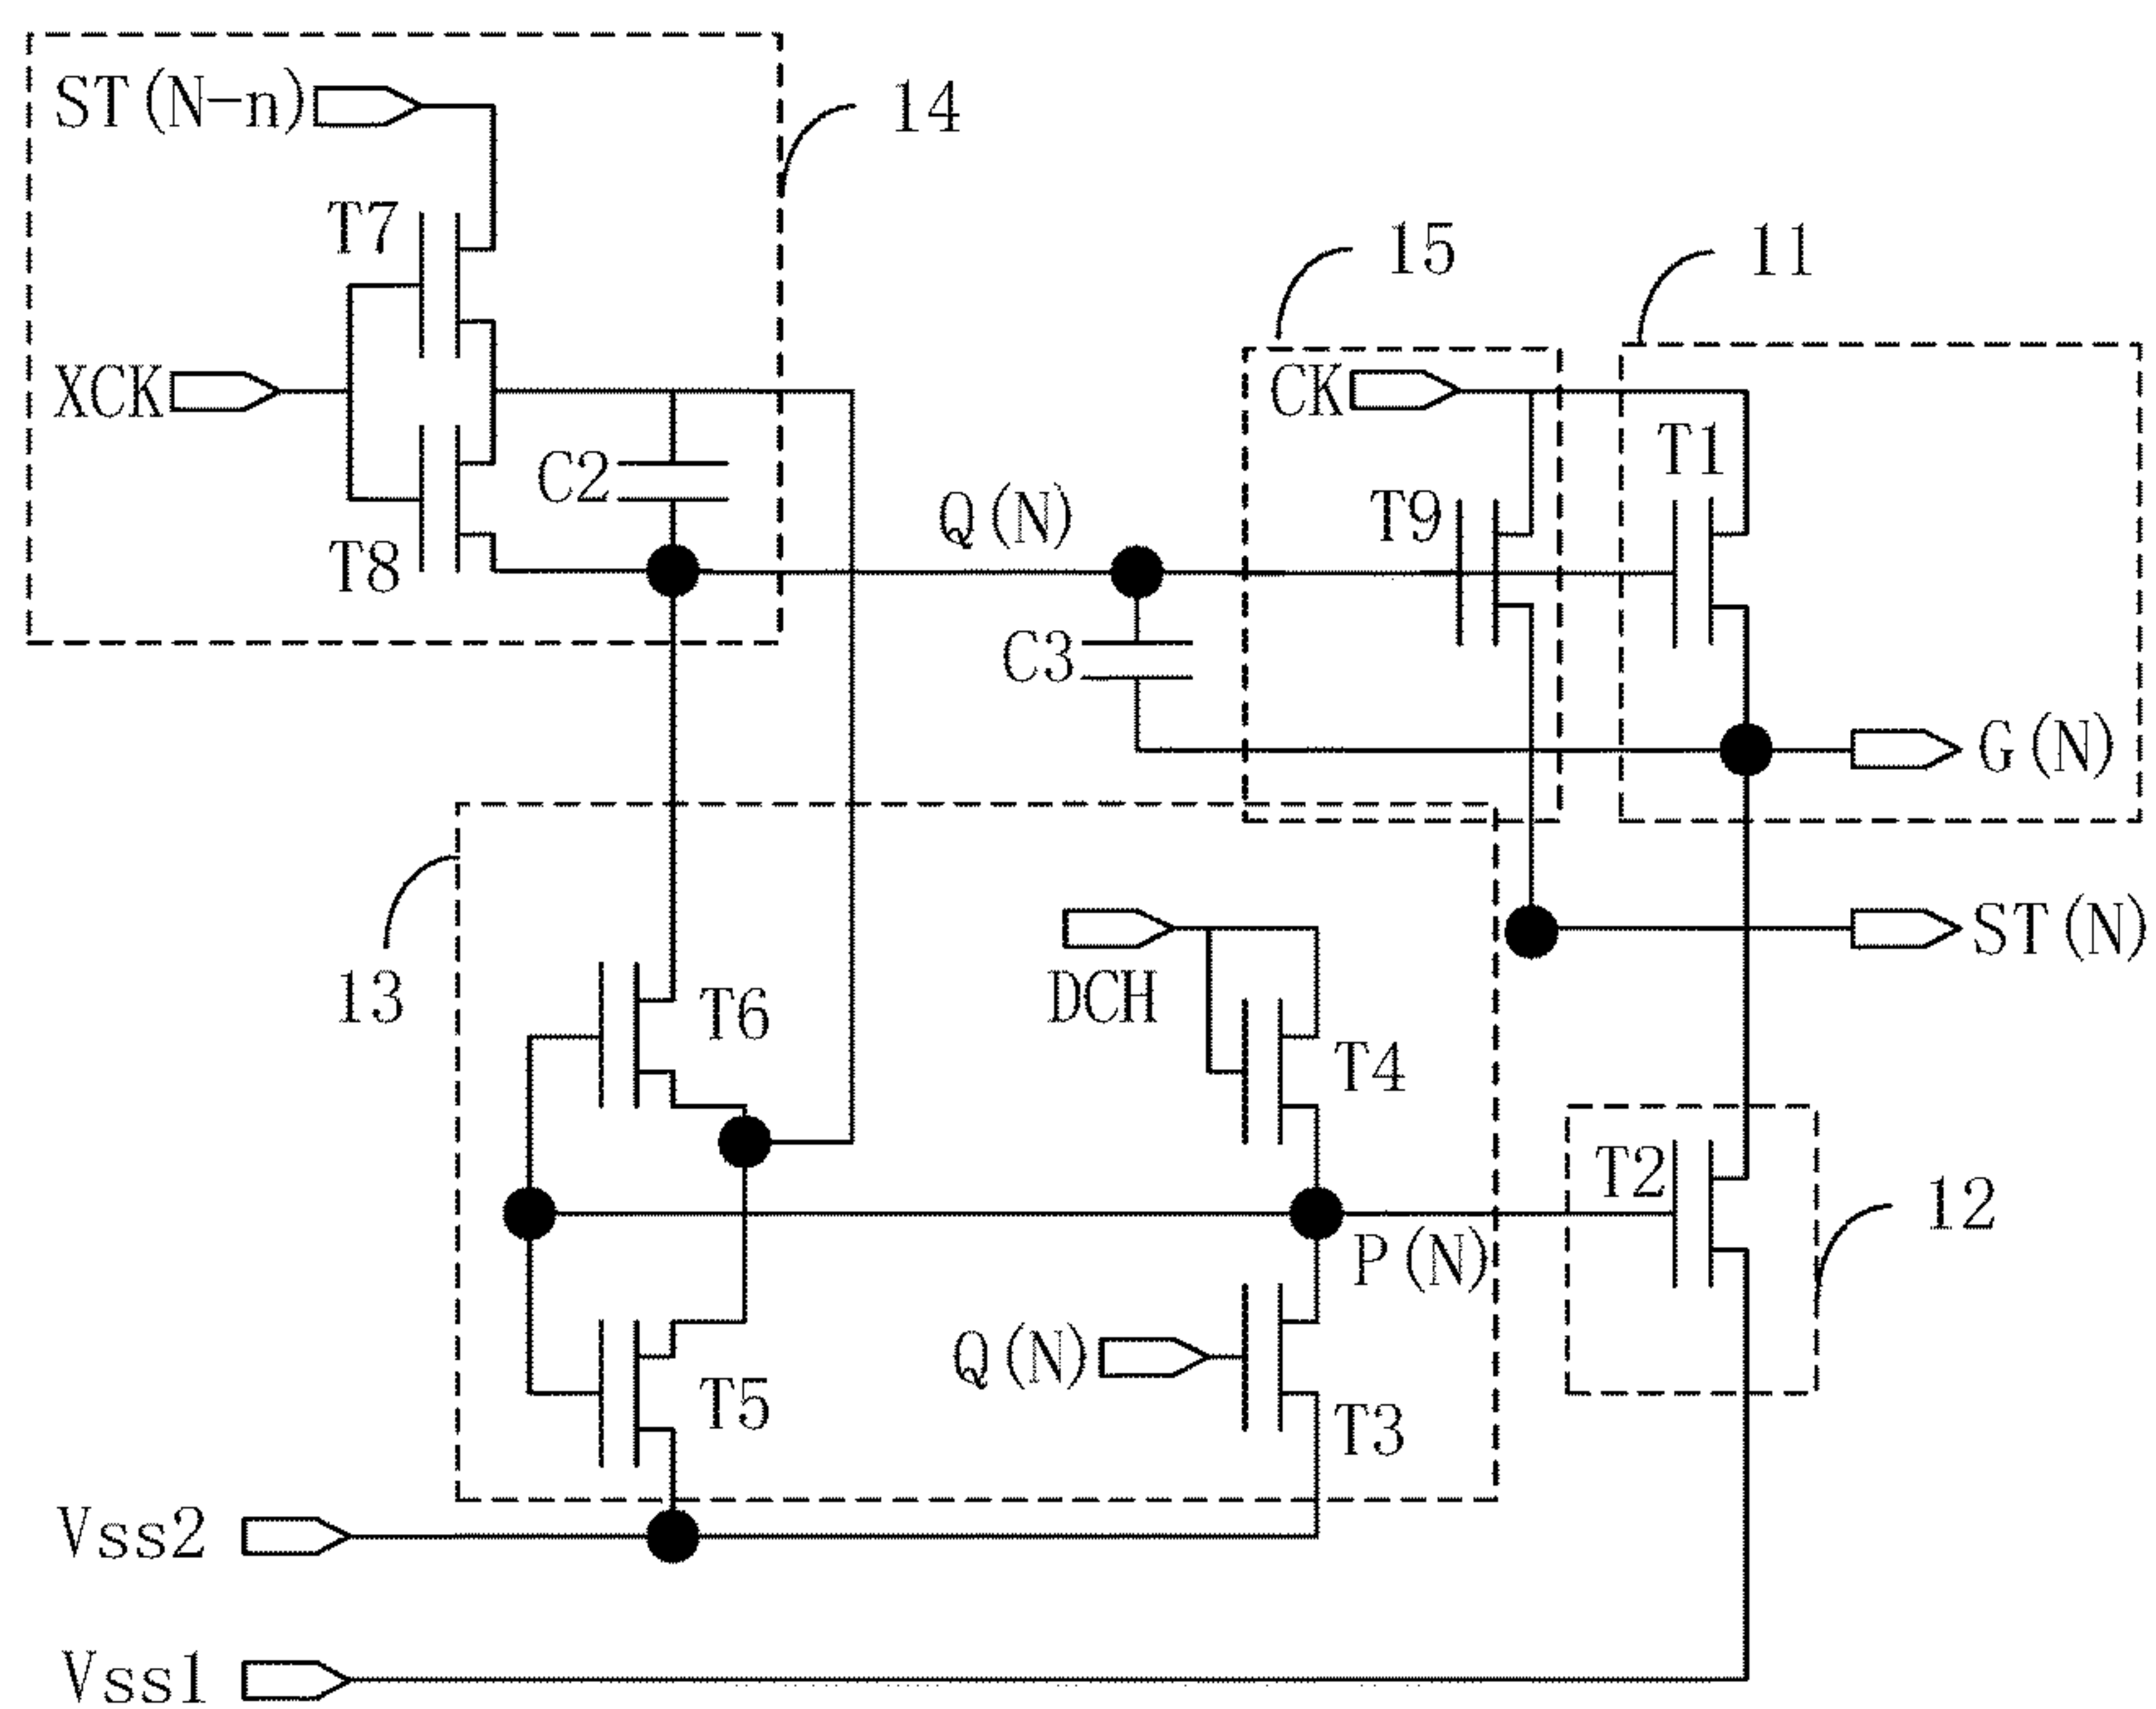 ST(N-n)
14
T7
15
11
XCK
CK
T1
C2
Q(N)
T9
T8
C3
G(N)
ST(N)
13
T6
DCH
T4
T2
12
P(N)
Q(N)
T5
T3
Vss2
Vss1